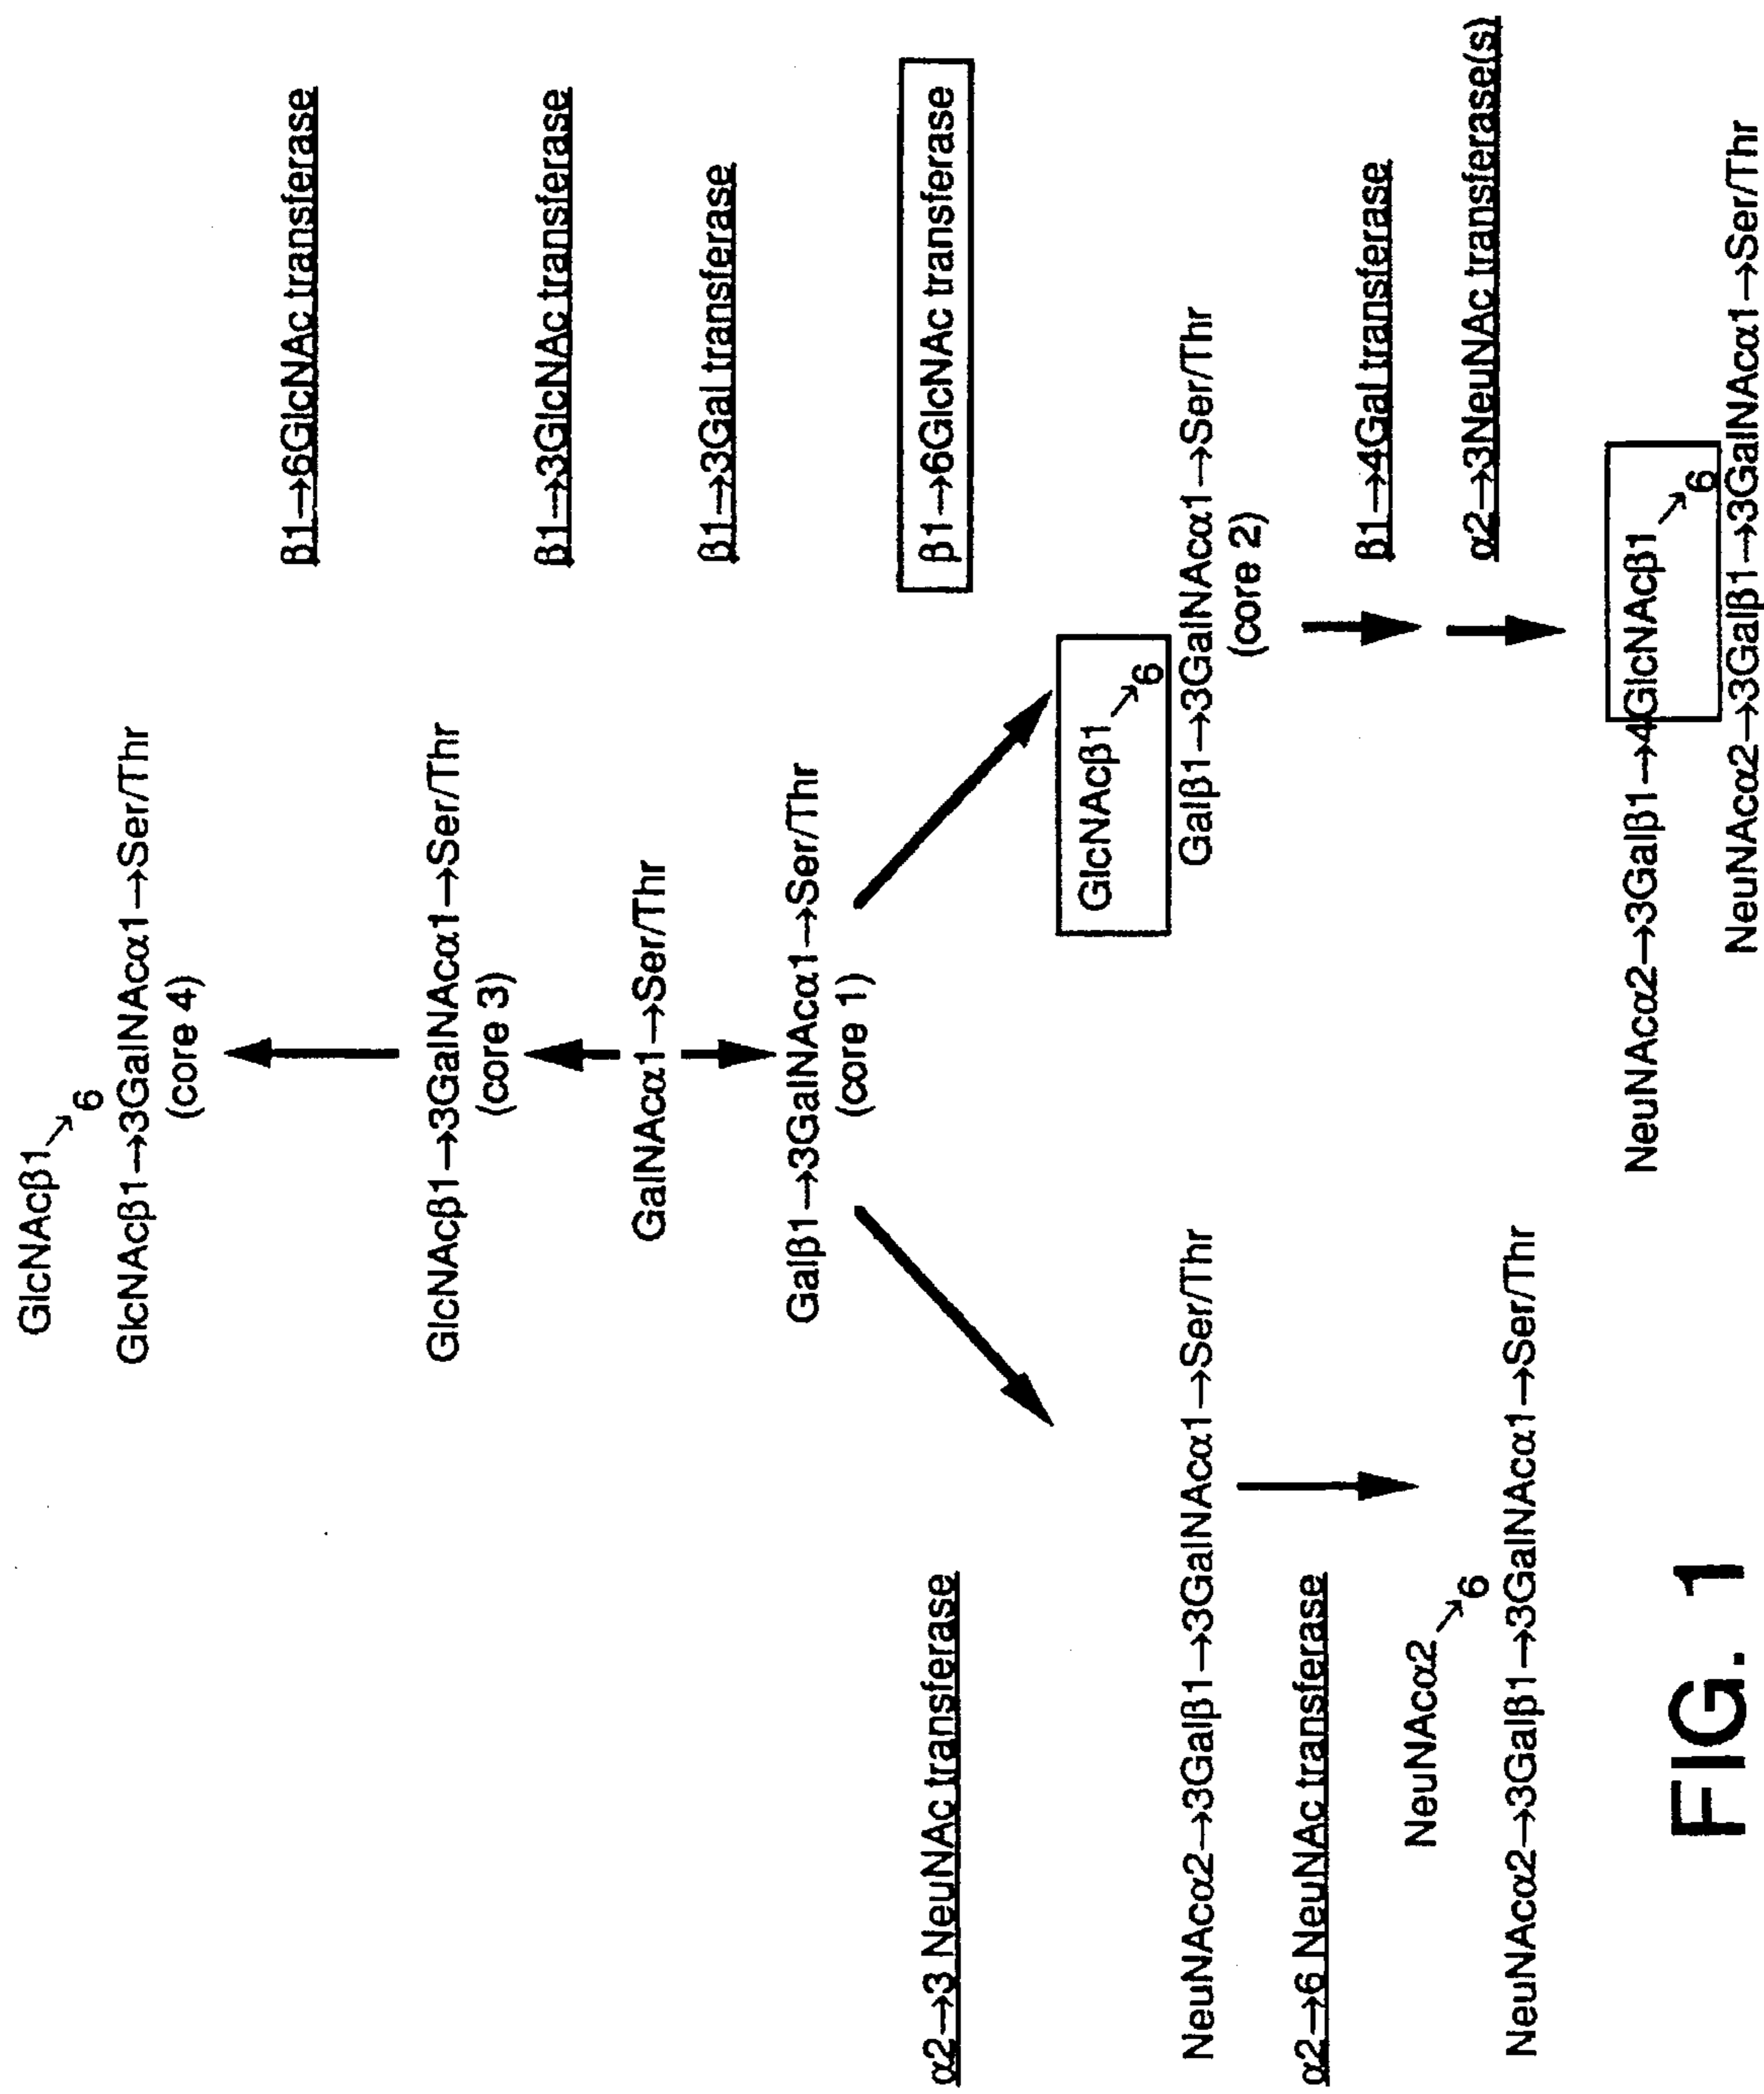 GlcNAcβ1
→6
GlcNAcβ1→3GalNAcα1→Ser/Thr
(core 4)
β1→6GlcNAc transferase
GlcNAcβ1→3GalNAcα1→Ser/Thr
(core 3)
β1→3GlcNAc transferase
GalNAcα1→Ser/Thr
β1→3Gal transferase
Galβ1→3GalNAcα1→Ser/Thr
(core 1)
α2→3 NeuNAc transferase
β1→6GlcNAc transferase
GlcNAcβ1
→6
NeuNAcα2→3Galβ1→3GalNAcα1→Ser/Thr
Galβ1→3GalNAcα1→Ser/Thr
(core 2)
α2→6 NeuNAc transferase
β1→4Gal transferase
α2→3NeuNAc transferase(s)
NeuNAcα2
→6
NeuNAcα2→3Galβ1→3GalNAcα1→Ser/Thr
NeuNAcα2→3Galβ1→4GlcNAcβ1
→6
NeuNAcα2→3Galβ1→3GalNAcα1→Ser/Thr
FIG. 1